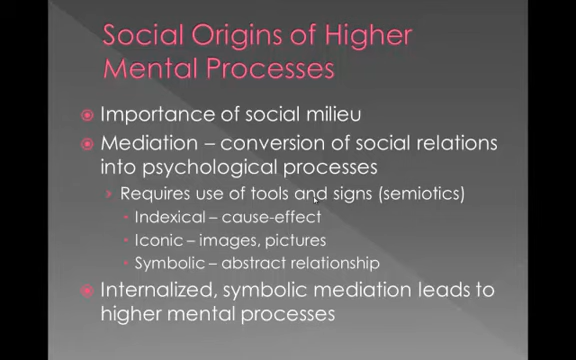 Social Origins of Higher
Mental Processes
Importance of social milieu
Mediation – conversion of social relations
into psychological processes
Requires use of tools and signs (semiotics)
Indexical – cause-effect
Iconic – images, pictures
Symbolic – abstract relationship
Internalized, symbolic mediation leads to
higher mental processes